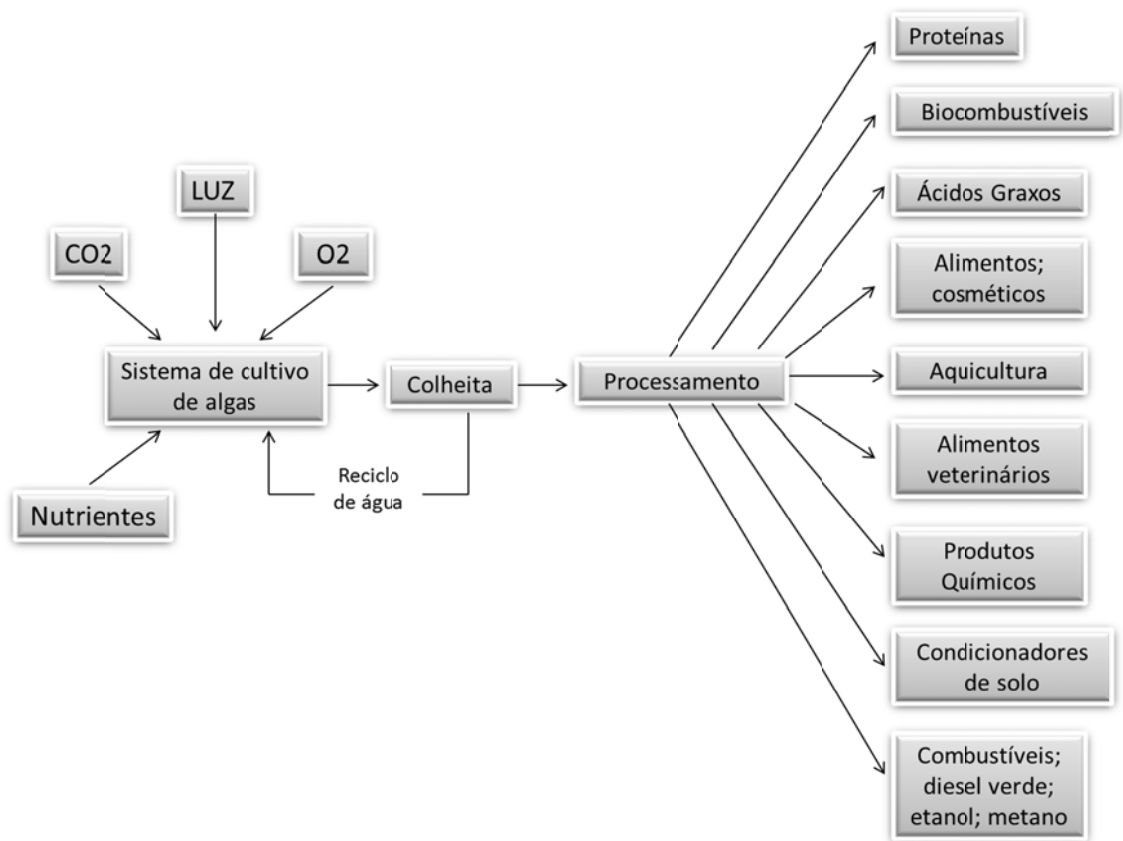 LUZ
CO2
O2
Sistema de cultivo
de algas
Nutrientes
Colheita
Reciclo
de água
Processamento
Proteínas
Biocombustíveis
Ácidos Graxos
Alimentos;
cosméticos
Aquicultura
Alimentos
veterinários
Produtos
Químicos
Condicionadores
de solo
Combustíveis;
diesel verde;
etanol; metano